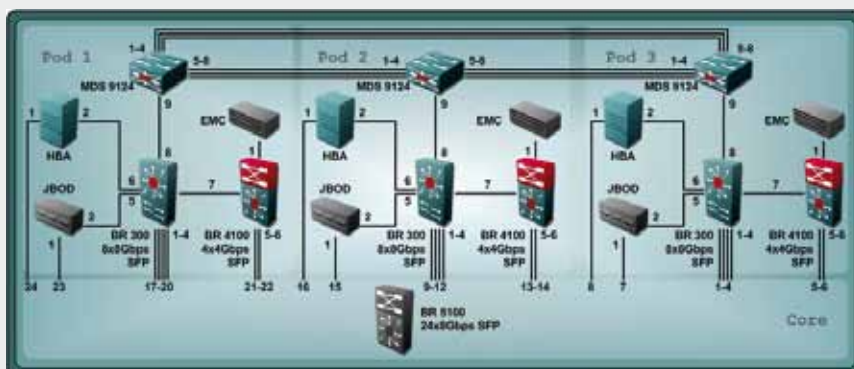 Pod 1
1-4
5-8
MDS 9124
9
1
2
HBA
EMC
1
8
6
5
7
JBOD
2
1
BR 300
8x8Gbps
SFP
1-4
BR 4100
4x4Gbps
SFP
5-6
24
23
17-20
21-22
Pod 2
1-4
5-8
MDS 9124
9
1
2
HBA
EMC
1
8
6
5
7
JBOD
2
1
BR 300
8x8Gbps
SFP
1-4
BR 4100
4x4Gbps
SFP
5-6
16
15
9-12
13-14
Pod 3
1-4
MDS 9124
9
1
2
HBA
EMC
1
8
6
5
7
JBOD
2
1
BR 300
8x8Gbps
SFP
1-4
BR 4100
4x4Gbps
SFP
5-6
8
7
1-4
5-6
BR 5100
24x8Gbps SFP
Core